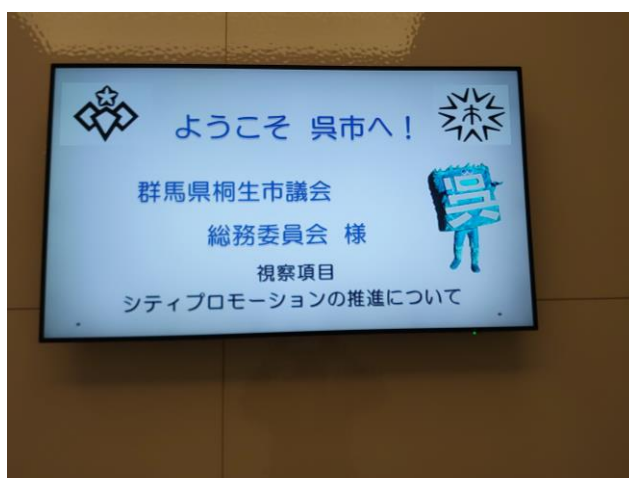 ようこそ 呉市へ！
群馬県桐生市議会
総務委員会 様
視察項目
シティプロモーションの推進について
呉